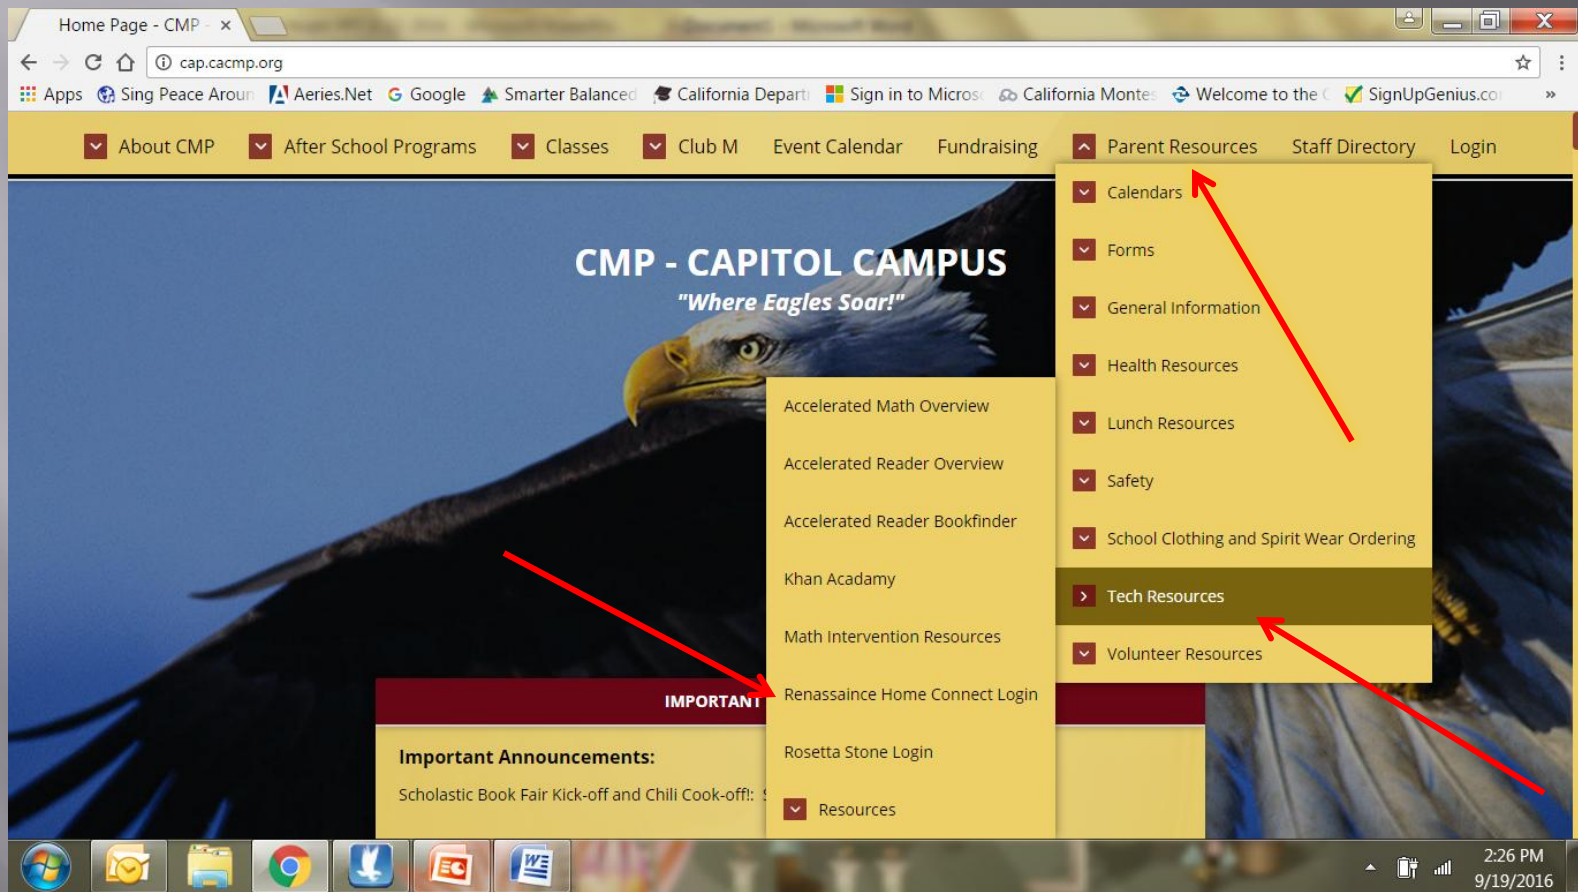 Home Page - CMP -
cap.cacmp.org
Apps Sing Peace Aroun Aeries.Net Google Smarter Balanced California Depart Sign in to Micros California Montes Welcome to the SignUpGenius.co »
About CMP After School Programs Classes Club M Event Calendar Fundraising Parent Resources Staff Directory Login
Calendars
Forms
General Information
Health Resources
Lunch Resources
Safety
School Clothing and Spirit Wear Ordering
Tech Resources
Volunteer Resources
CMP - CAPITOL CAMPUS
"Where Eagles Soar!"
Accelerated Math Overview
Accelerated Reader Overview
Accelerated Reader Bookfinder
Khan Acadamy
Math Intervention Resources
Renassaince Home Connect Login
Rosetta Stone Login
Resources
IMPORTANT
Important Announcements:
Scholastic Book Fair Kick-off and Chili Cook-off!:
2:26 PM
9/19/2016